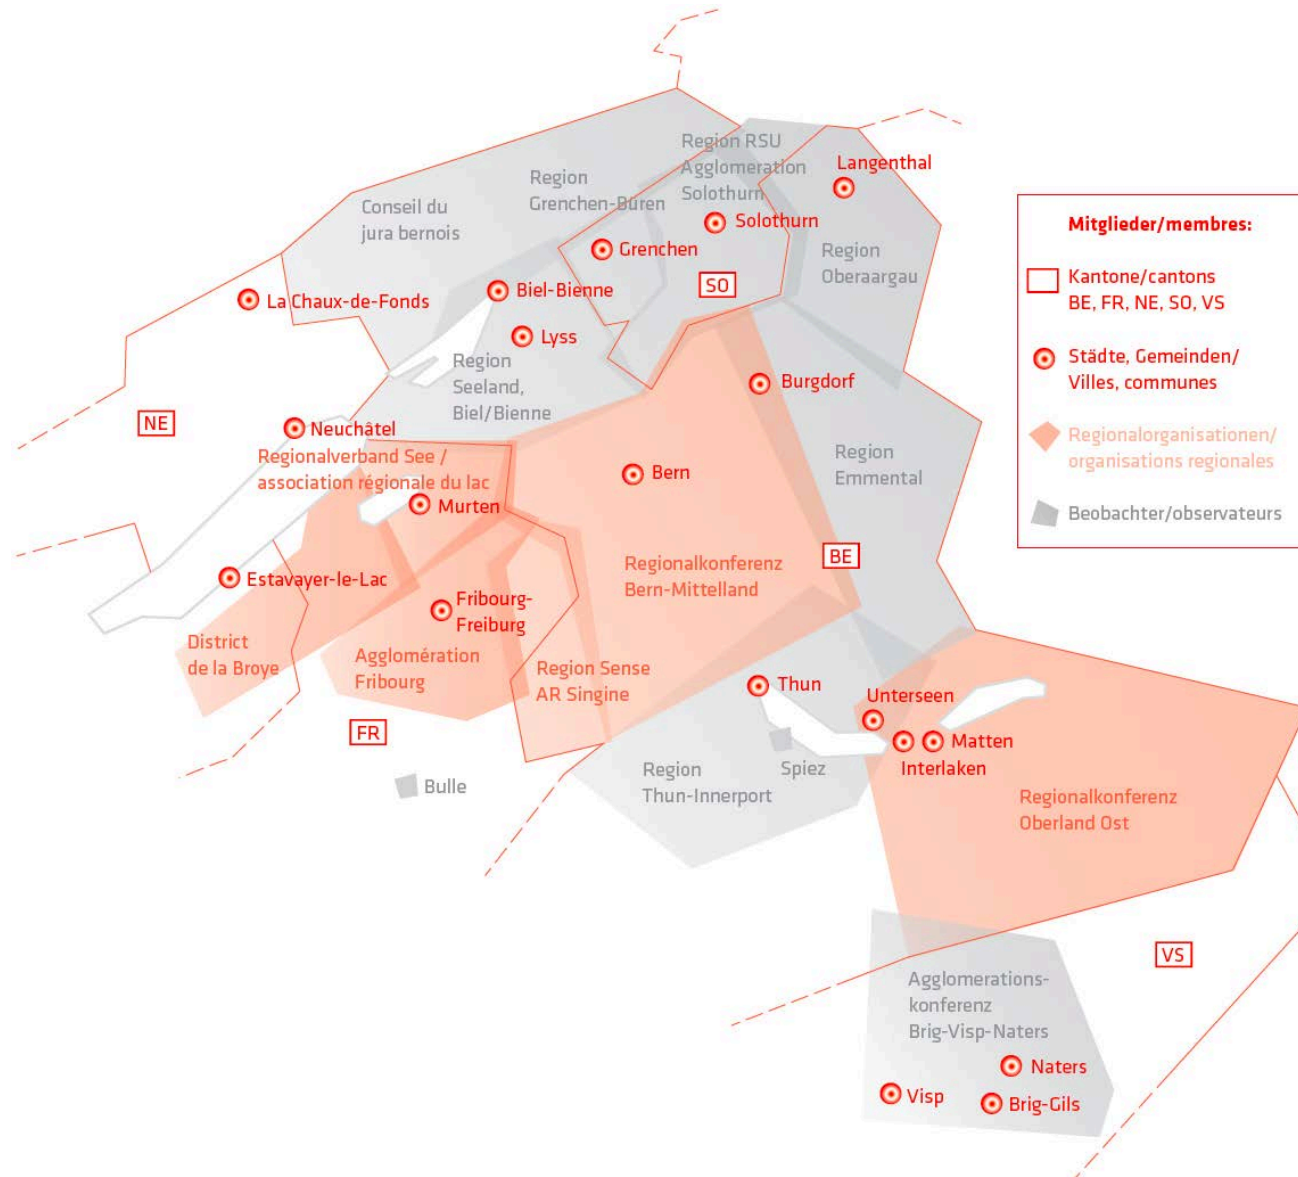 Region RSU
Agglomeration
Solothurn
Langenthal
Region
Grenchen-Büren
Conseil du
jura bernois
Solothurn
Grenchen
Region
Oberaargau
SO
La Chaux-de-Fonds
Biel-Bienne
Lyss
Region
Seeland,
Biel/Bienne
Burgdorf
NE
Neuchâtel
Regionalverband See /
association régionale du lac
Murten
Bern
Region
Emmental
BE
Regionalkonferenz
Bern-Mittelland
Estavayer-le-Lac
Fribourg-
Freiburg
District
de la Broye
Agglomération
Fribourg
Region Sense
AR Singine
FR
Bulle
Thun
Unterseen
Matten
Interlaken
Spiez
Region
Thun-Innerport
Regionalkonferenz
Oberland Ost
VS
Agglomerations-
konferenz
Brig-Visp-Naters
Naters
Visp
Brig-Gils
Mitglieder/membres:
Kantone/cantons
BE, FR, NE, SO, VS
Städte, Gemeinden/
Villes, communes
Regionalorganisationen/
organisations regionales
Beobachter/observateurs